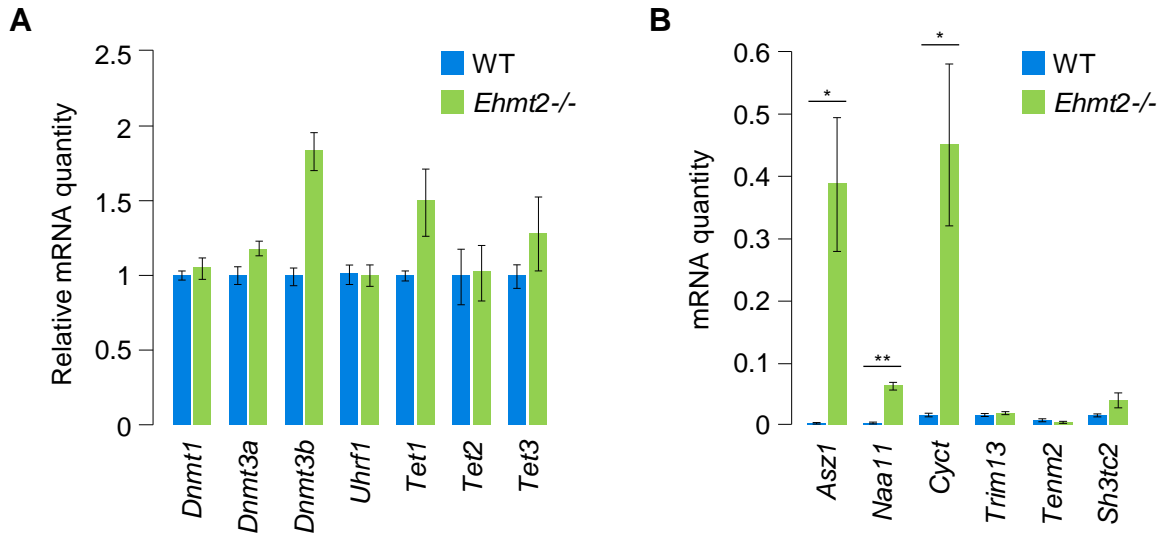 A
Relative mRNA quantity
2.5
2
1.5
1
0.5
0
WT
Ehmt2-/-
Dnmt1
Dnmt3a
Dnmt3b
Uhrf1
Tet1
Tet2
Tet3
B
mRNA quantity
0.6
0.5
0.4
0.3
0.2
0.1
0
*
**
*
WT
Ehmt2-/-
Asz1
Naa11
Cyct
Trim13
Tenm2
Sh3tc2